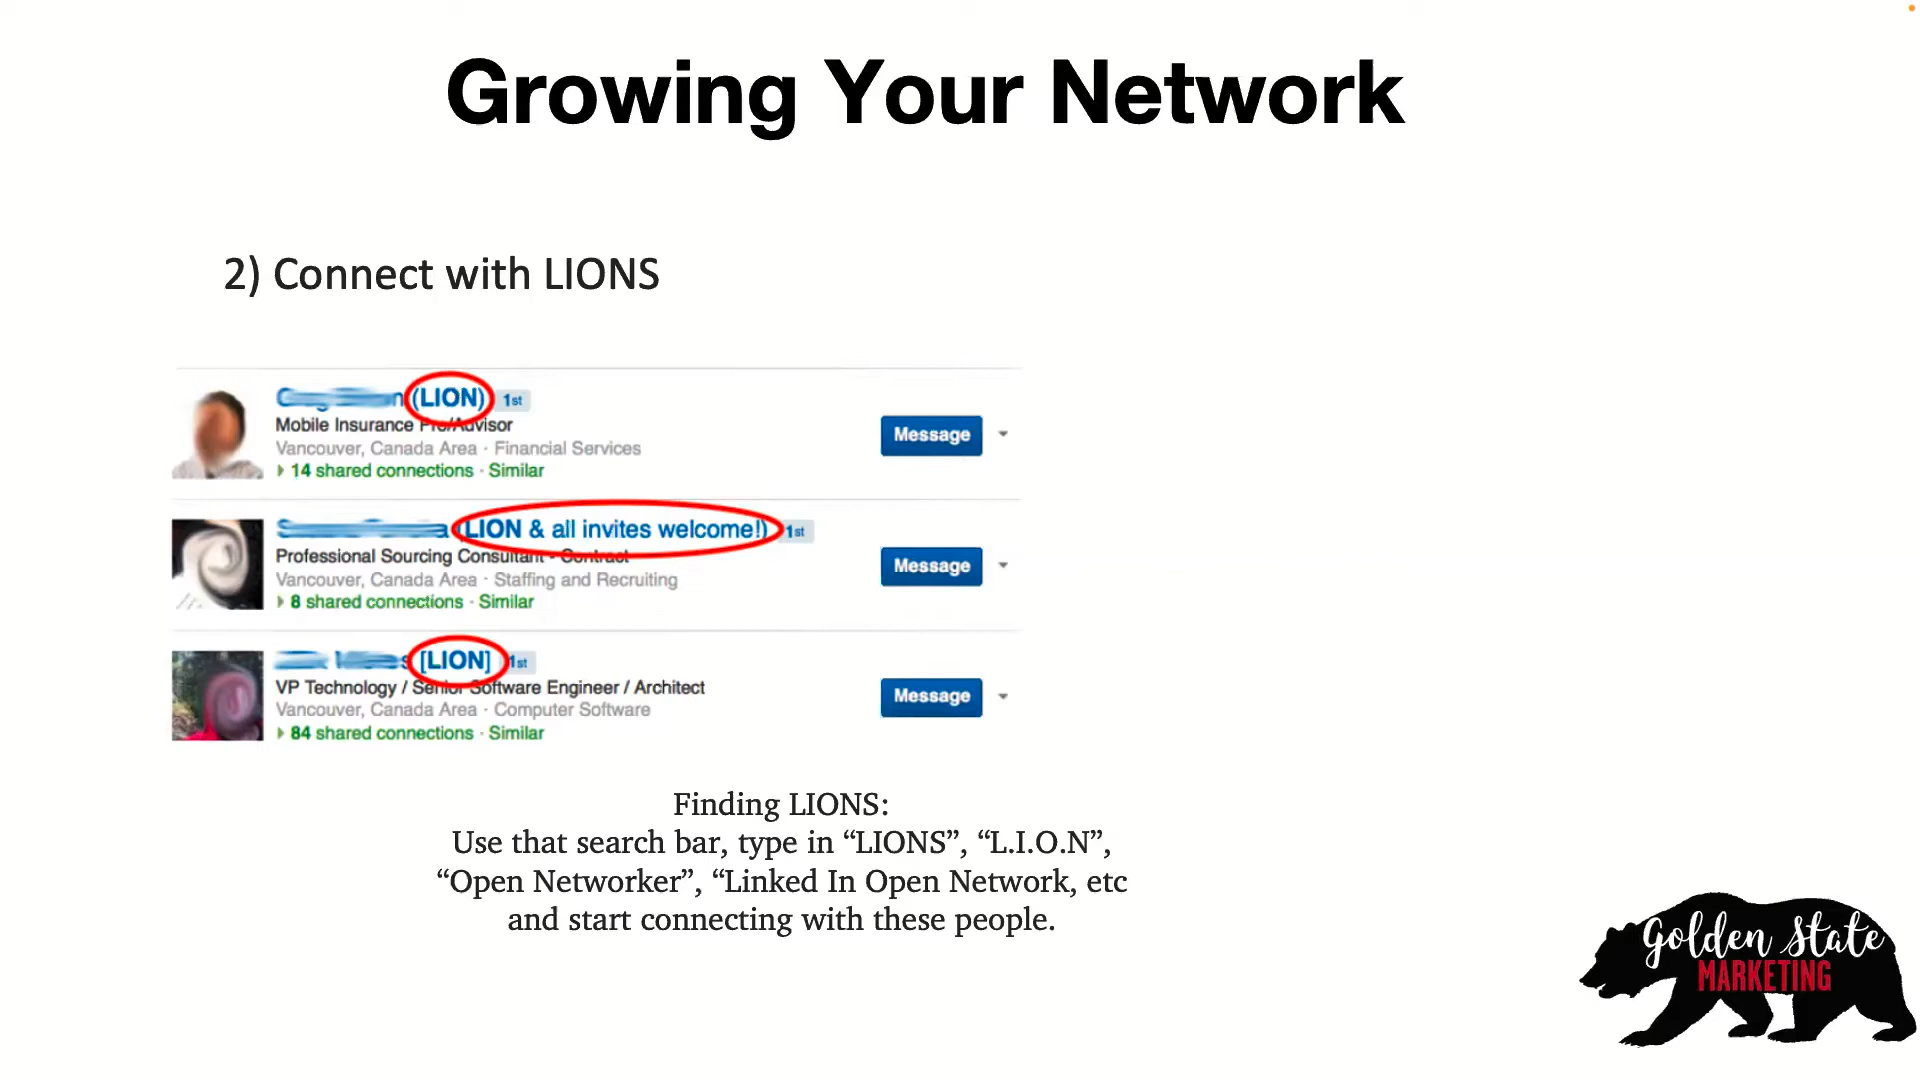 Growing Your Network
2) Connect with LIONS
(LION) 1st
Mobile Insurance Pro/Advisor
Vancouver, Canada Area · Financial Services
14 shared connections · Similar
Message
(LION & all invites welcome!) 1st
Professional Sourcing Consultant - Contract
Vancouver, Canada Area · Staffing and Recruiting
8 shared connections · Similar
Message
[LION] 1st
VP Technology / Senior Software Engineer / Architect
Vancouver, Canada Area · Computer Software
84 shared connections · Similar
Message
Finding LIONS:
Use that search bar, type in “LIONS”, “L.I.O.N”,
“Open Networker”, “Linked In Open Network, etc
and start connecting with these people.
Golden State
MARKETING